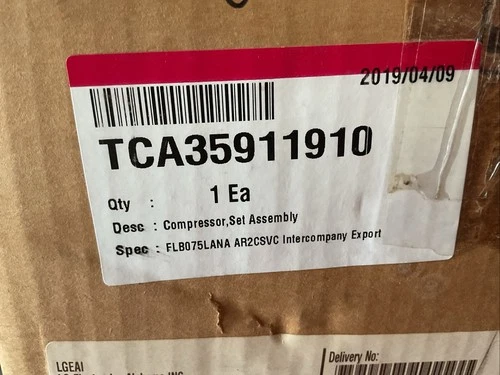 2019/04/09
TCA35911910
Qty : 1 Ea
Desc : Compressor,Set Assembly
Spec : FLB075LANA AR2CSVC Intercompany Export
LGEAI
Delivery No: